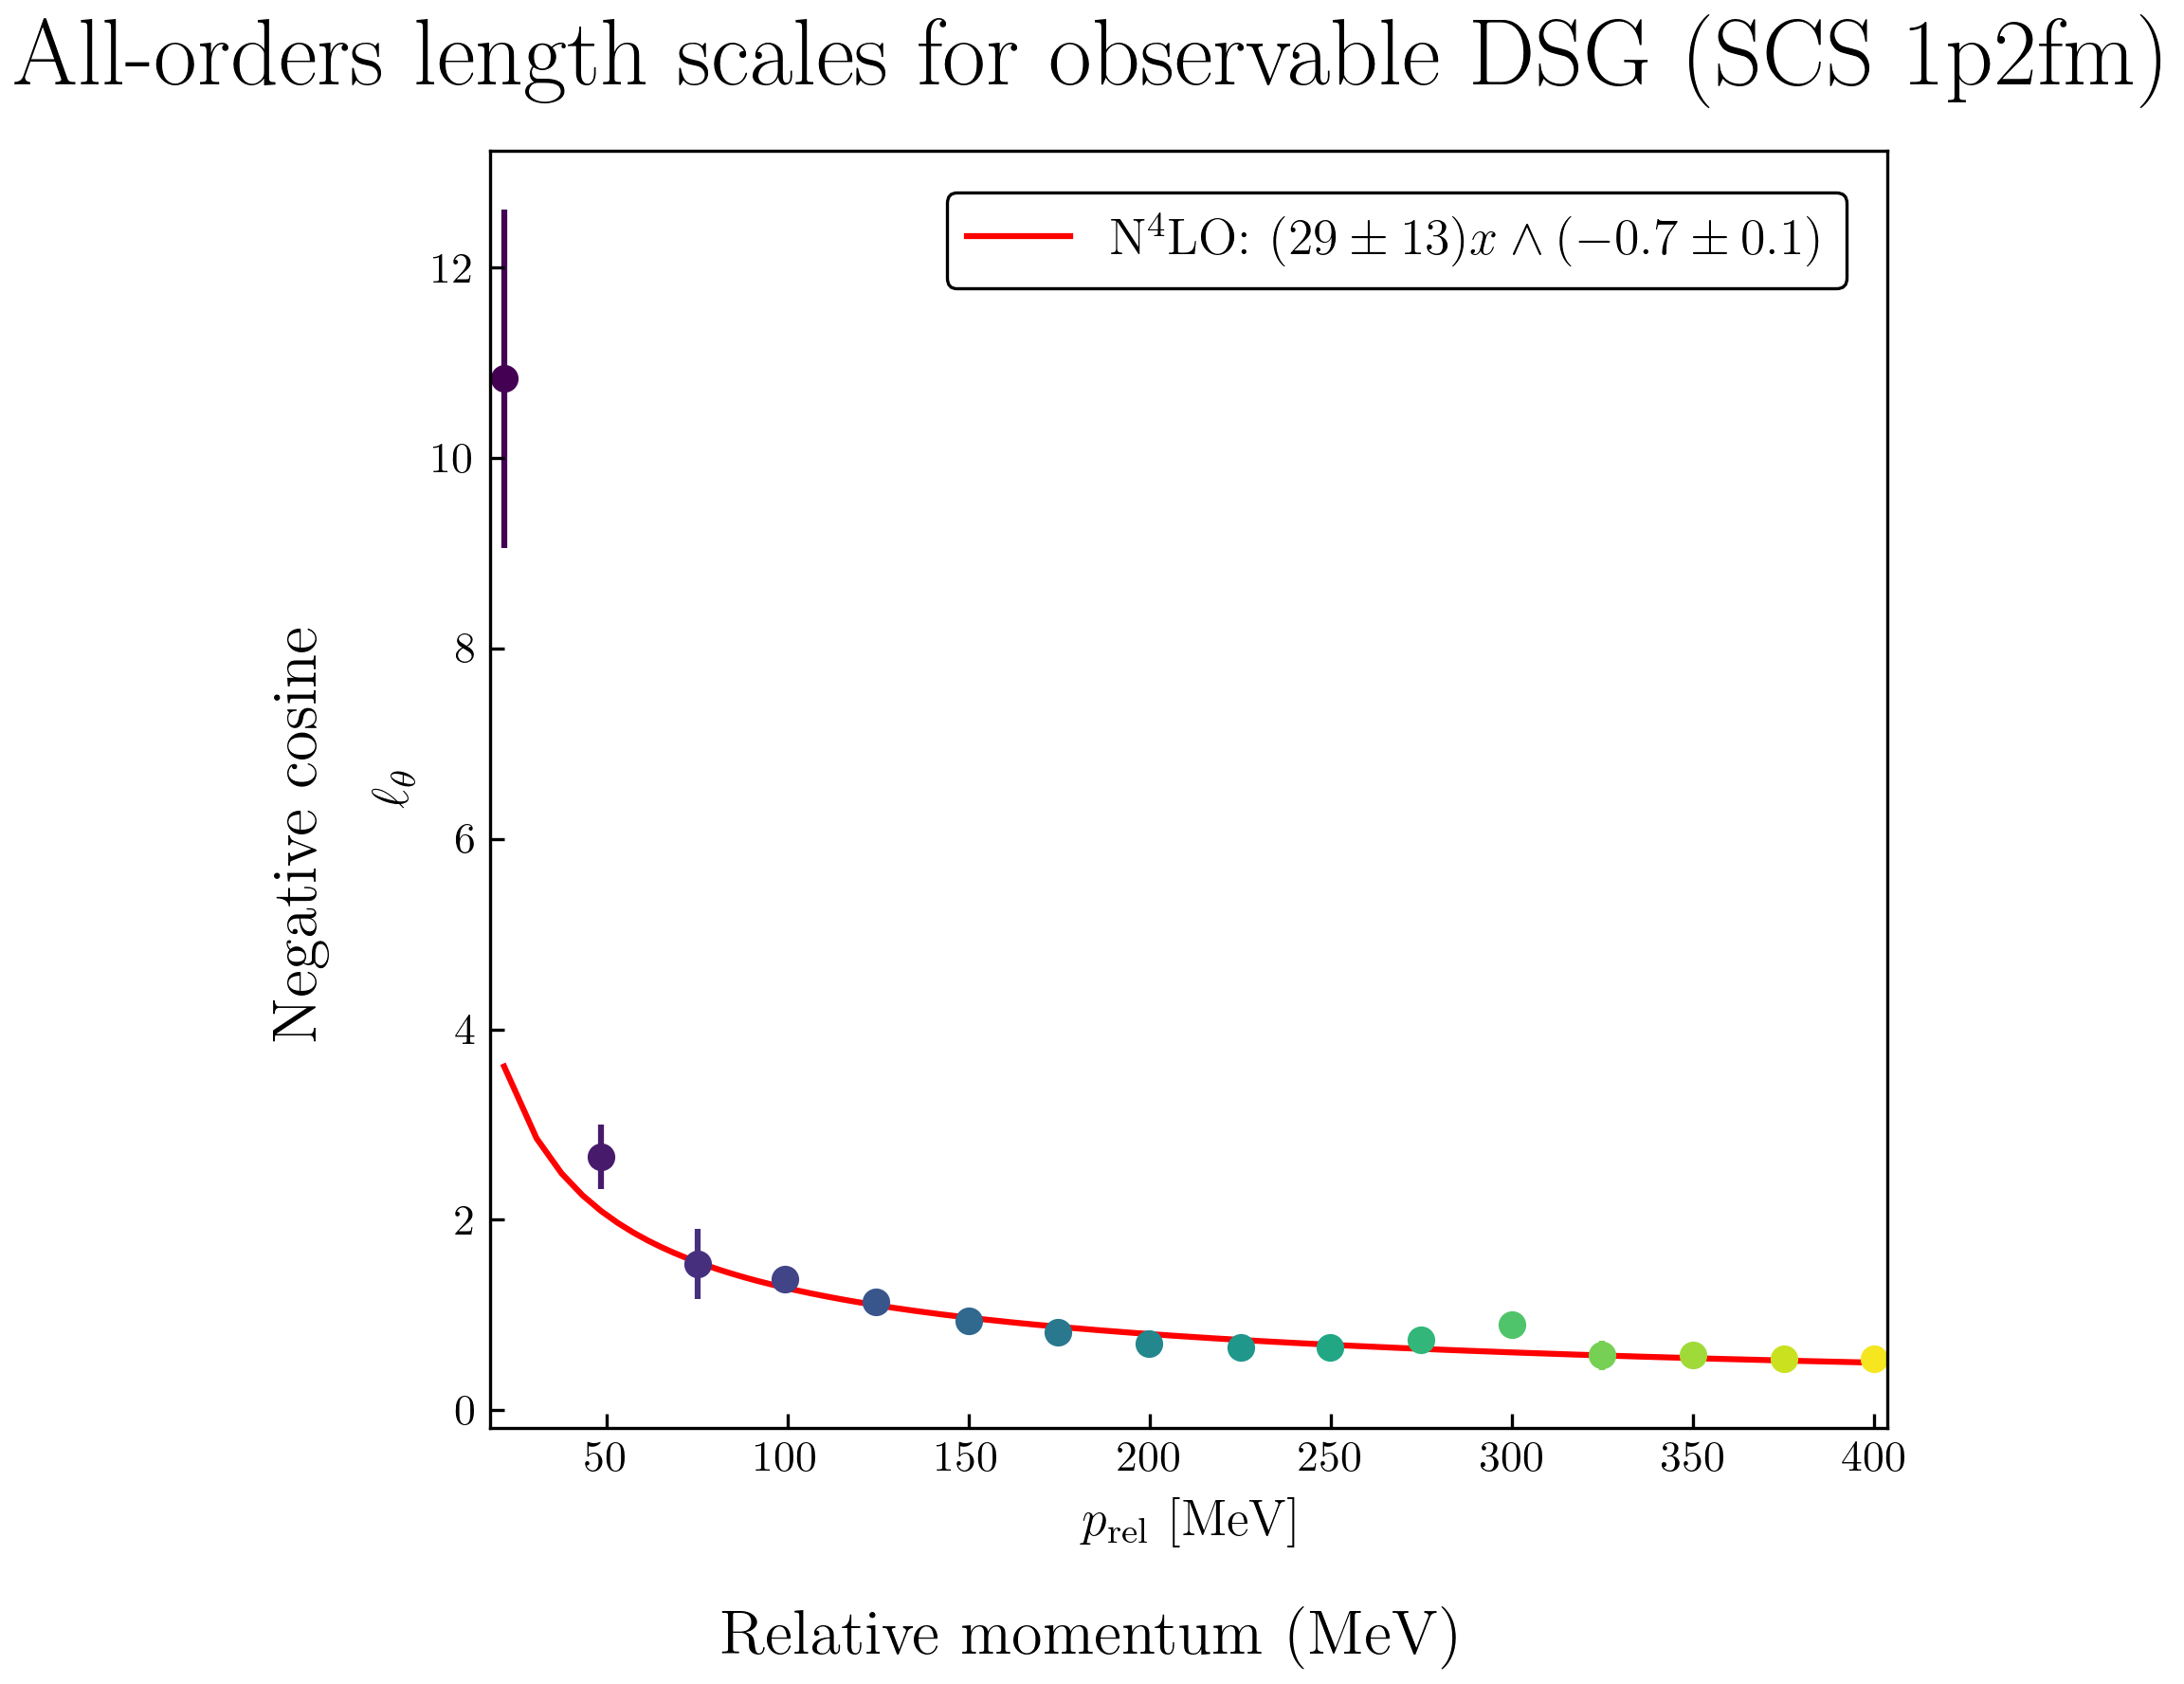 All-orders length scales for observable DSG (SCS 1p2fm)
N⁴LO: (29 ± 13)x ∧ (−0.7 ± 0.1)
12
10
8
6
4
2
0
Negative cosine
ℓ_θ
50 100 150 200 250 300 350 400
p_rel [MeV]
Relative momentum (MeV)